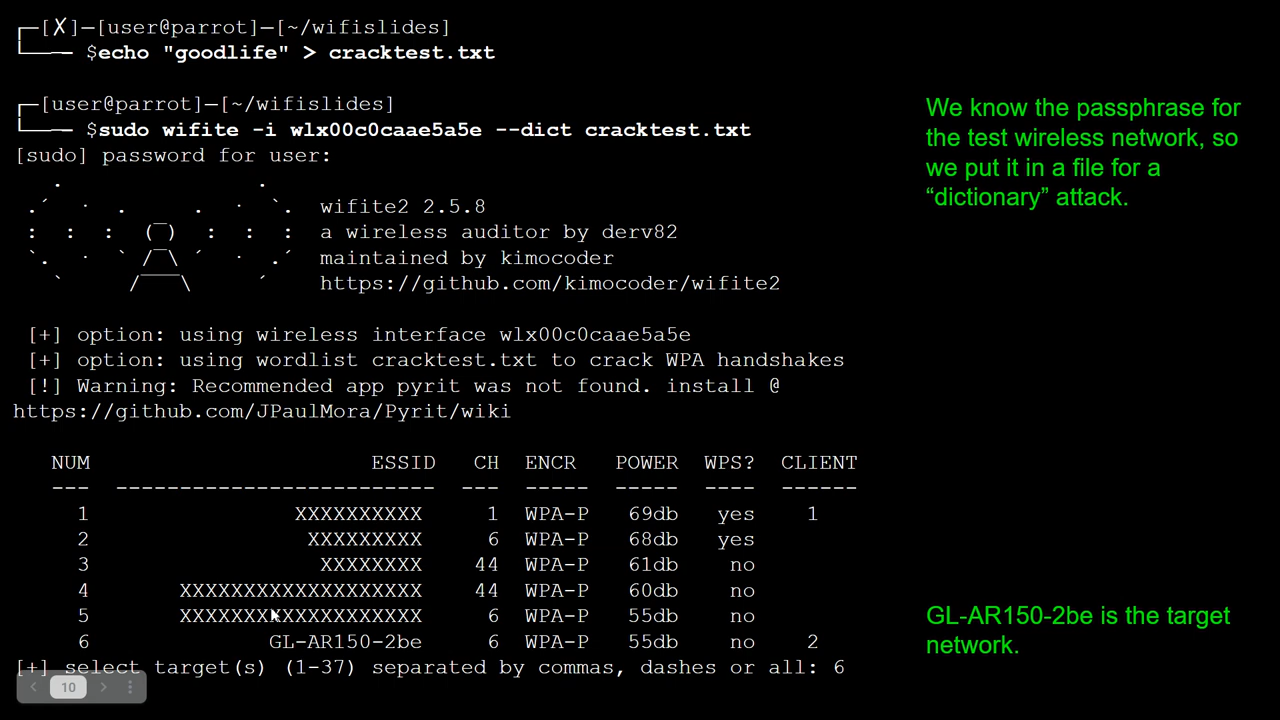 ┌─[✗]─[user@parrot]─[~/wifislides]
└──╼ $echo "goodlife" > cracktest.txt
┌─[user@parrot]─[~/wifislides]
└──╼ $sudo wifite -i wlx00c0caae5a5e --dict cracktest.txt
[sudo] password for user:
We know the passphrase for
the test wireless network, so
we put it in a file for a
“dictionary” attack.
wifite2 2.5.8
a wireless auditor by derv82
maintained by kimocoder
https://github.com/kimocoder/wifite2
[+] option: using wireless interface wlx00c0caae5a5e
[+] option: using wordlist cracktest.txt to crack WPA handshakes
[!] Warning: Recommended app pyrit was not found. install @
https://github.com/JPaulMora/Pyrit/wiki
NUM ESSID CH ENCR POWER WPS? CLIENT
--- ------------------------- --- ----- ----- ---- ------
1 XXXXXXXXXX 1 WPA-P 69db yes 1
2 XXXXXXXXX 6 WPA-P 68db yes
3 XXXXXXXX 44 WPA-P 61db no
4 XXXXXXXXXXXXXXXXXXX 44 WPA-P 60db no
5 XXXXXXXXXXXXXXXXXXX 6 WPA-P 55db no
6 GL-AR150-2be 6 WPA-P 55db no 2
[+] select target(s) (1-37) separated by commas, dashes or all: 6
GL-AR150-2be is the target
network.
10